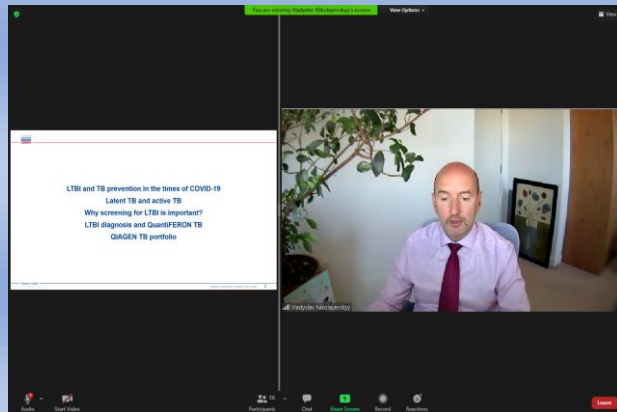 You are viewing Vladyslav Nikolayevskyy's screen
View Options
View
LTBI and TB prevention in the times of COVID-19
Latent TB and active TB
Why screening for LTBI is important?
LTBI diagnosis and QuantiFERON TB
QIAGEN TB portfolio
Vladyslav Nikolayevskyy
Audio
Start Video
Participants
56
Chat
Share Screen
Record
Reactions
Leave